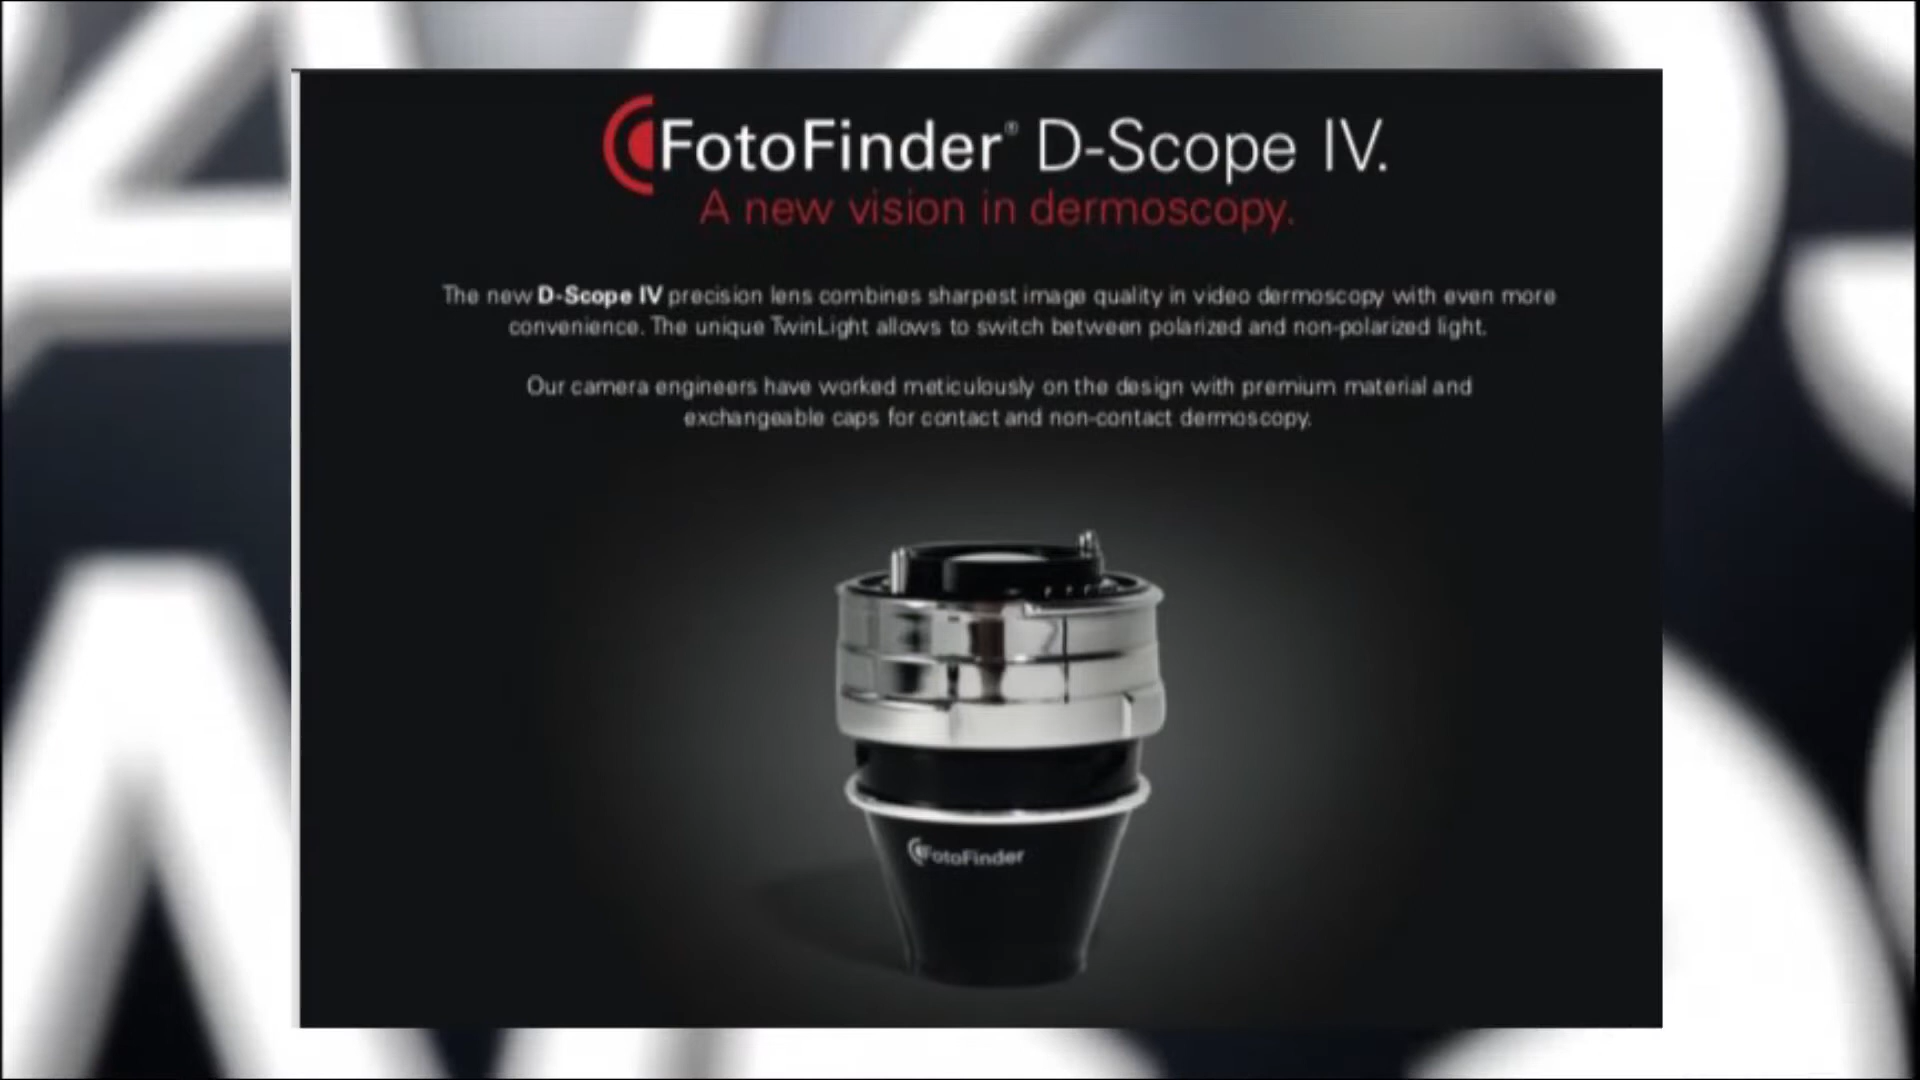 FotoFinder® D-Scope IV.
A new vision in dermoscopy.
The new D-Scope IV precision lens combines sharpest image quality in video dermoscopy with even more
convenience. The unique TwinLight allows to switch between polarized and non-polarized light.
Our camera engineers have worked meticulously on the design with premium material and
exchangeable caps for contact and non-contact dermoscopy.
FotoFinder